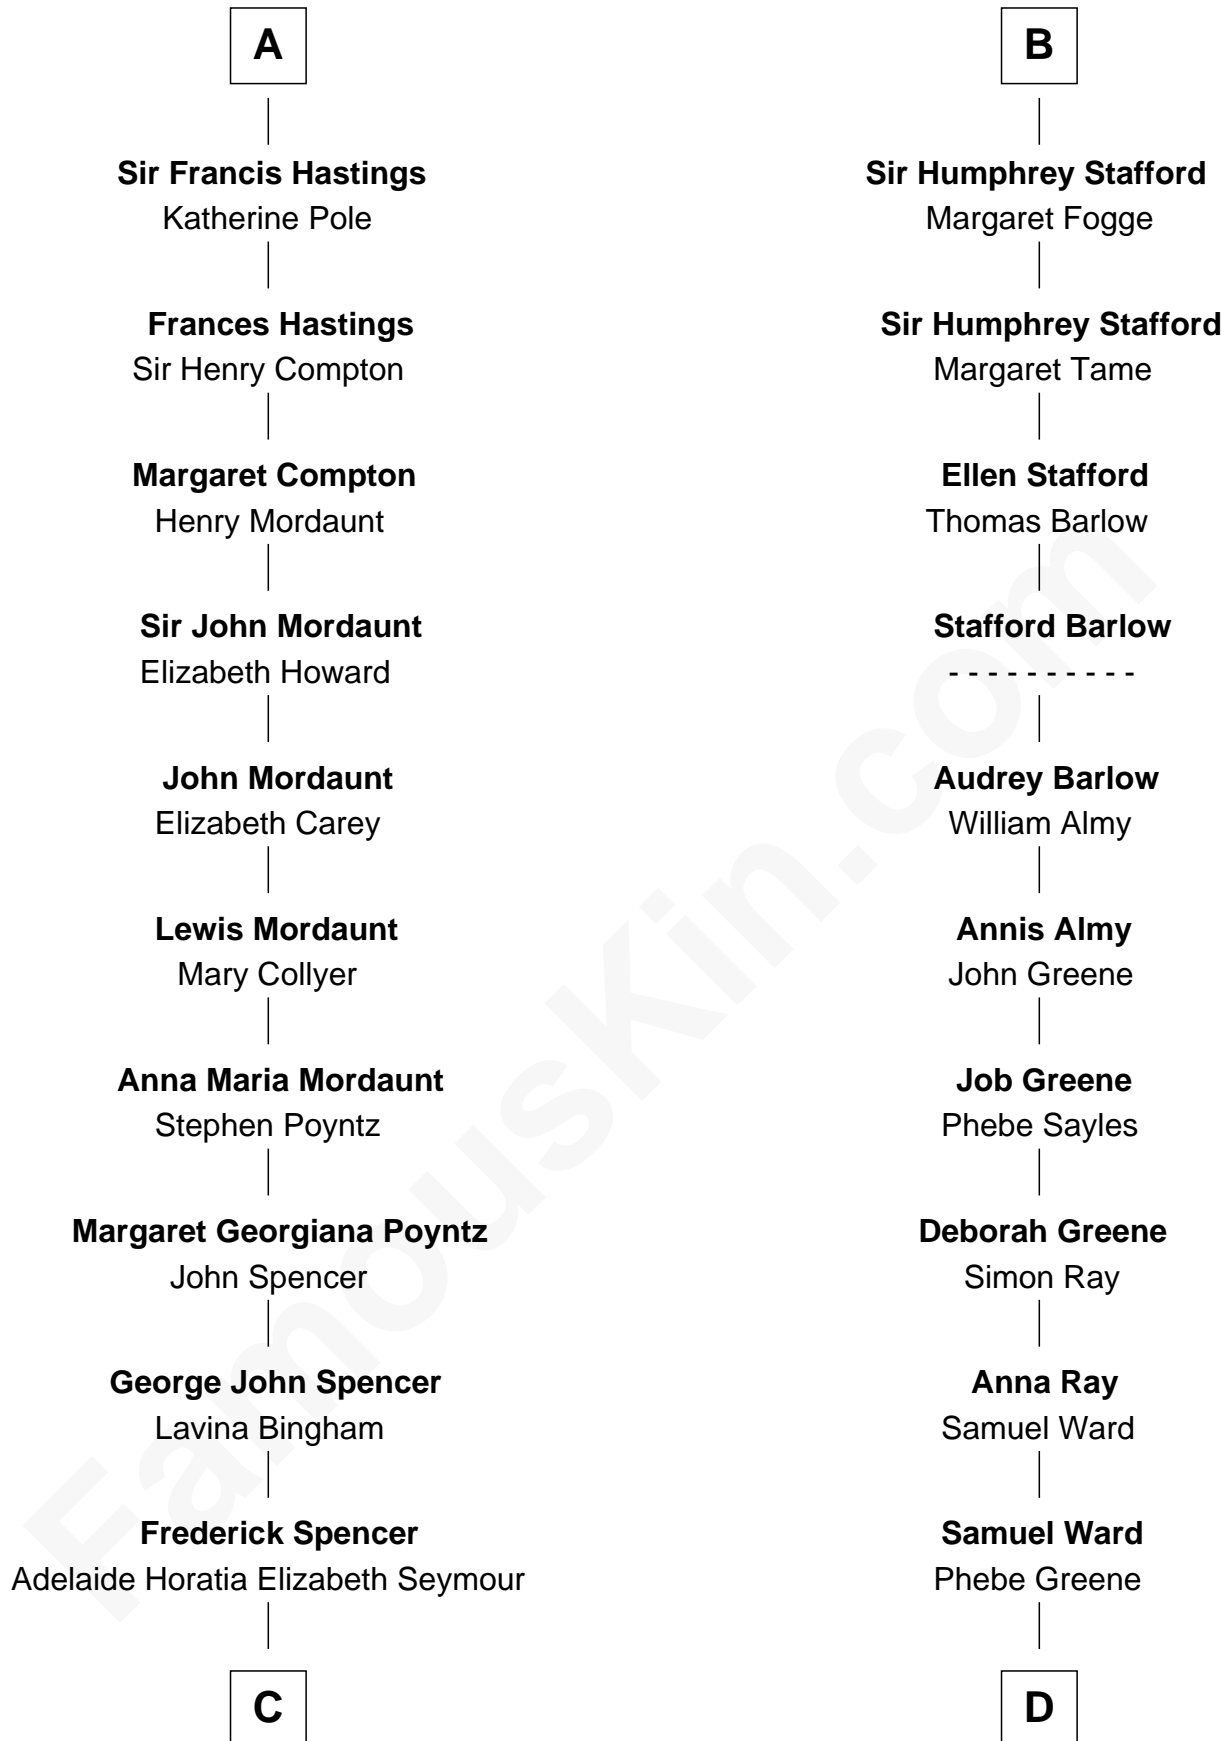 A
Sir Francis Hastings
Katherine Pole
Frances Hastings
Sir Henry Compton
Margaret Compton
Henry Mordaunt
Sir John Mordaunt
Elizabeth Howard
John Mordaunt
Elizabeth Carey
Lewis Mordaunt
Mary Collyer
Anna Maria Mordaunt
Stephen Poyntz
Margaret Georgiana Poyntz
John Spencer
George John Spencer
Lavina Bingham
Frederick Spencer
Adelaide Horatia Elizabeth Seymour
C
B
Sir Humphrey Stafford
Margaret Fogge
Sir Humphrey Stafford
Margaret Tame
Ellen Stafford
Thomas Barlow
Stafford Barlow
- - - - - - - - - -
Audrey Barlow
William Almy
Annis Almy
John Greene
Job Greene
Phebe Sayles
Deborah Greene
Simon Ray
Anna Ray
Samuel Ward
Samuel Ward
Phebe Greene
D
FamousKin.com